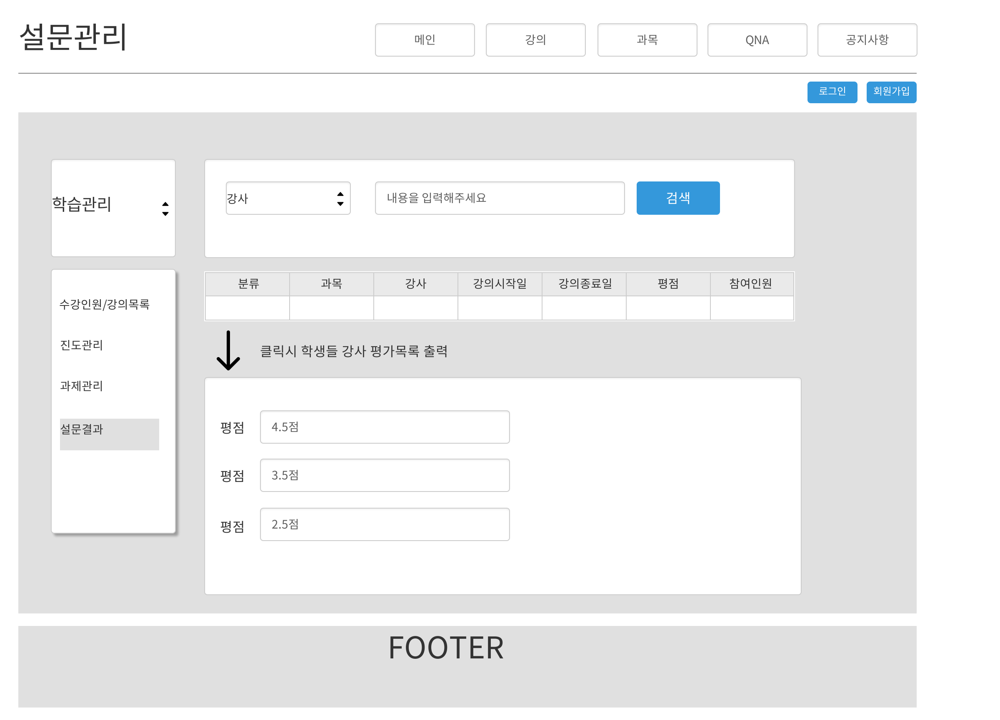 설문관리
메인 강의 과목 QNA 공지사항
로그인 회원가입
학습관리
강사 내용을 입력해주세요 검색
수강인원/강의목록
진도관리
과제관리
설문결과
분류 과목 강사 강의시작일 강의종료일 평점 참여인원
클릭시 학생들 강사 평가목록 출력
평점 4.5점
평점 3.5점
평점 2.5점
FOOTER